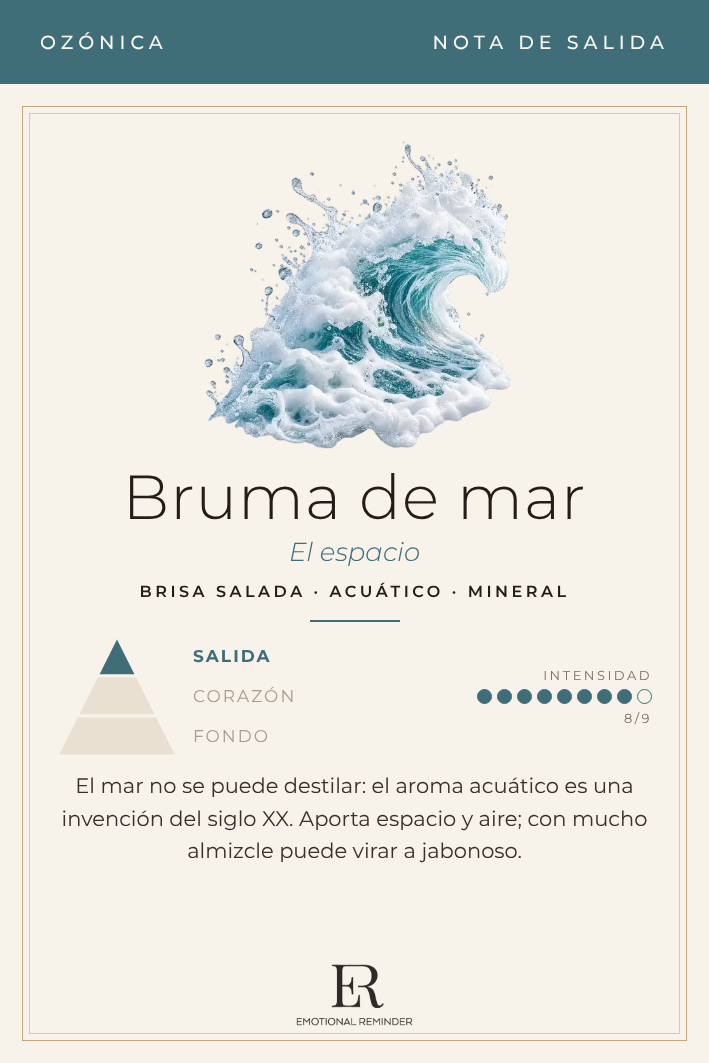 OZÓNICA
NOTA DE SALIDA
Bruma de mar
El espacio
BRISA SALADA · ACUÁTICO · MINERAL
SALIDA
CORAZÓN
FONDO
INTENSIDAD
8/9
El mar no se puede destilar: el aroma acuático es una
invención del siglo XX. Aporta espacio y aire; con mucho
almizcle puede virar a jabonoso.
ER
EMOTIONAL REMINDER